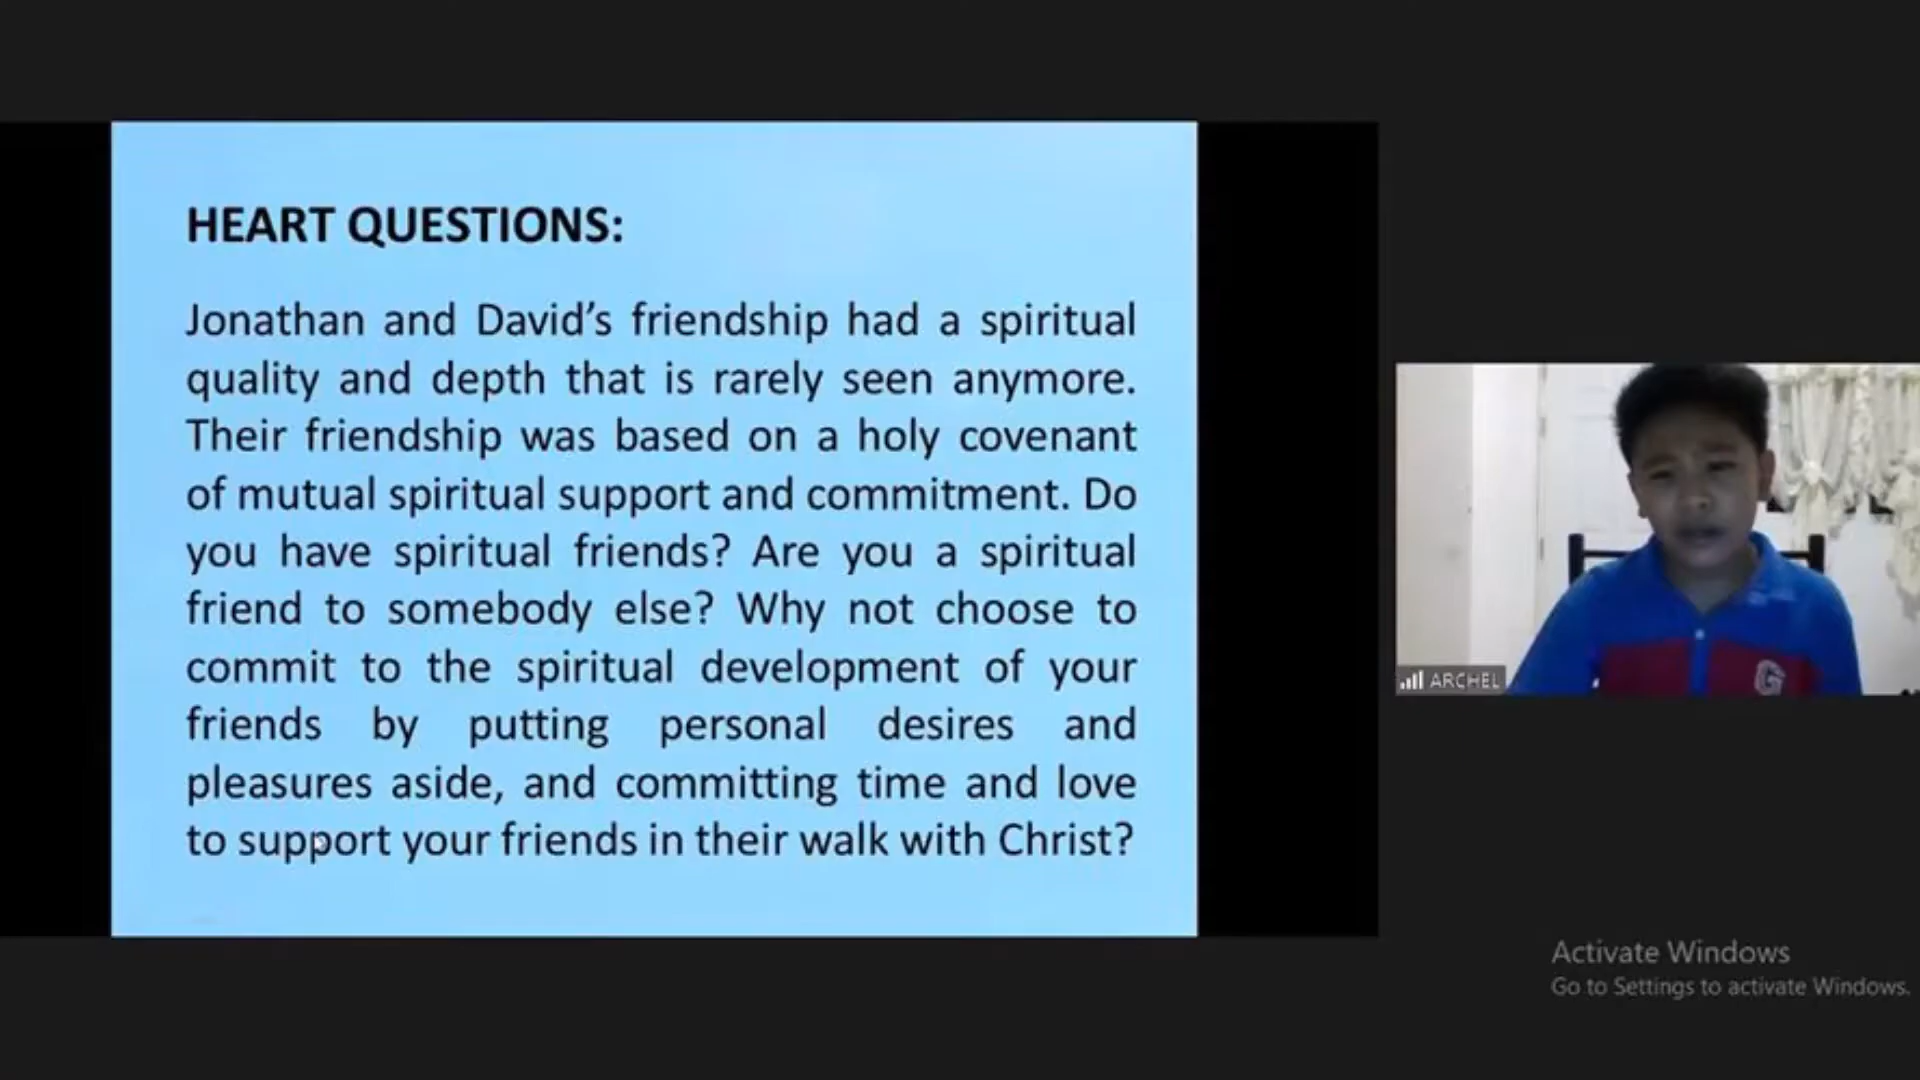 HEART QUESTIONS:
Jonathan and David’s friendship had a spiritual
quality and depth that is rarely seen anymore.
Their friendship was based on a holy covenant
of mutual spiritual support and commitment. Do
you have spiritual friends? Are you a spiritual
friend to somebody else? Why not choose to
commit to the spiritual development of your
friends by putting personal desires and
pleasures aside, and committing time and love
to support your friends in their walk with Christ?
ARCHEL
G
Activate Windows
Go to Settings to activate Windows.